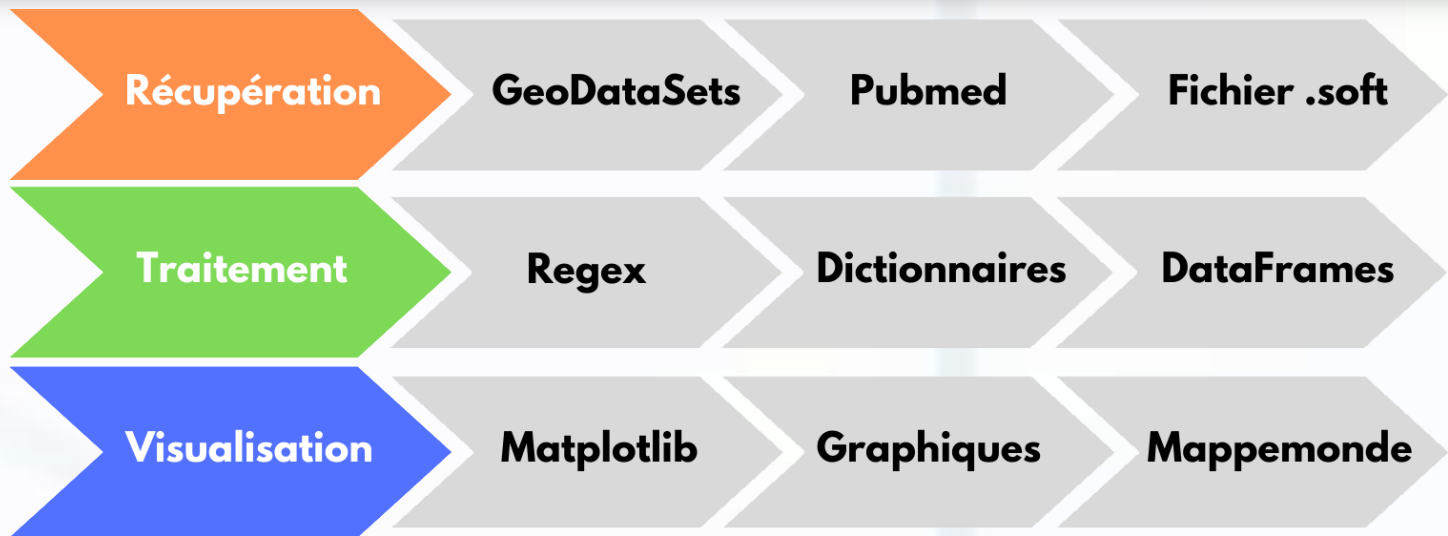 Récupération
GeoDataSets
Pubmed
Fichier .soft
Traitement
Regex
Dictionnaires
DataFrames
Visualisation
Matplotlib
Graphiques
Mappemonde